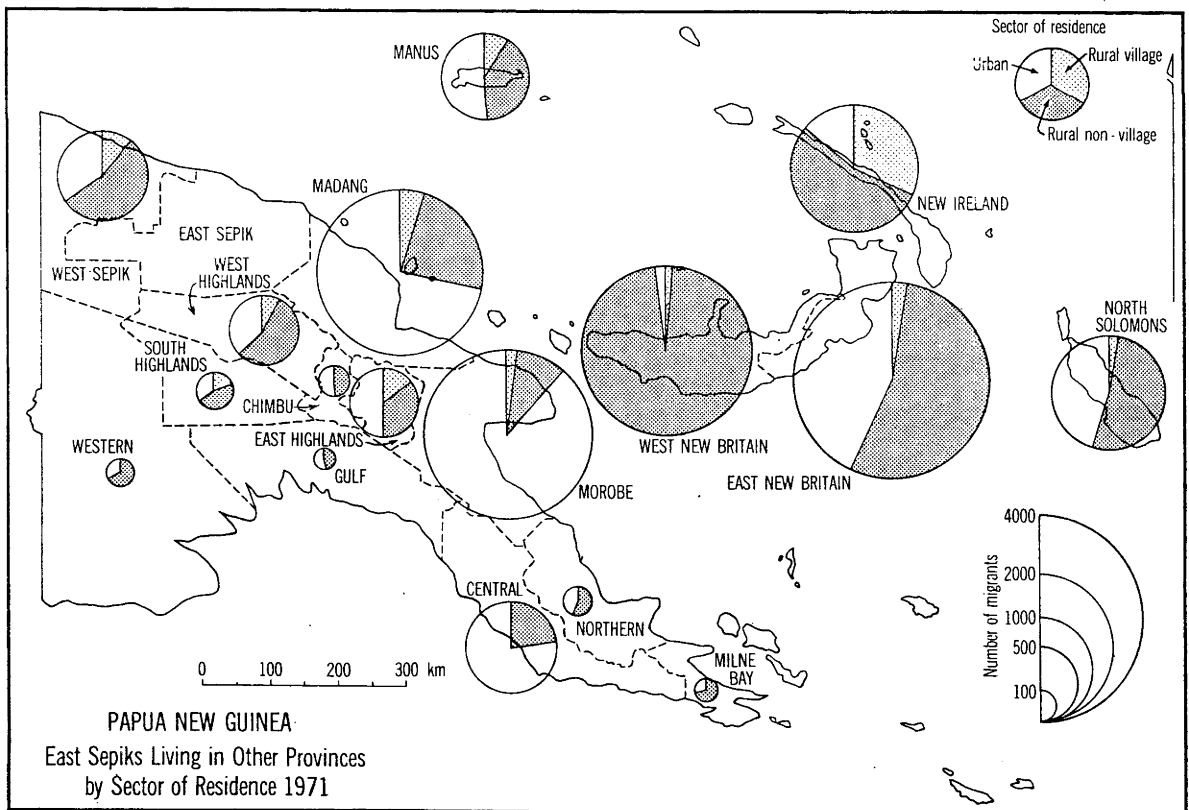 Sector of residence
Urban
Rural village
Rural non-village
MANUS
MADANG
NEW IRELAND
EAST SEPIK
WEST SEPIK
WEST
HIGHLANDS
SOUTH
HIGHLANDS
CHIMBU
EAST HIGHLANDS
WESTERN
GULF
MOROBE
WEST NEW BRITAIN
EAST NEW BRITAIN
NORTH
SOLOMONS
CENTRAL
NORTHERN
MILNE
BAY
0 100 200 300 km
4000
2000
1000
500
100
Number of migrants
PAPUA NEW GUINEA
East Sepiks Living in Other Provinces
by Sector of Residence 1971